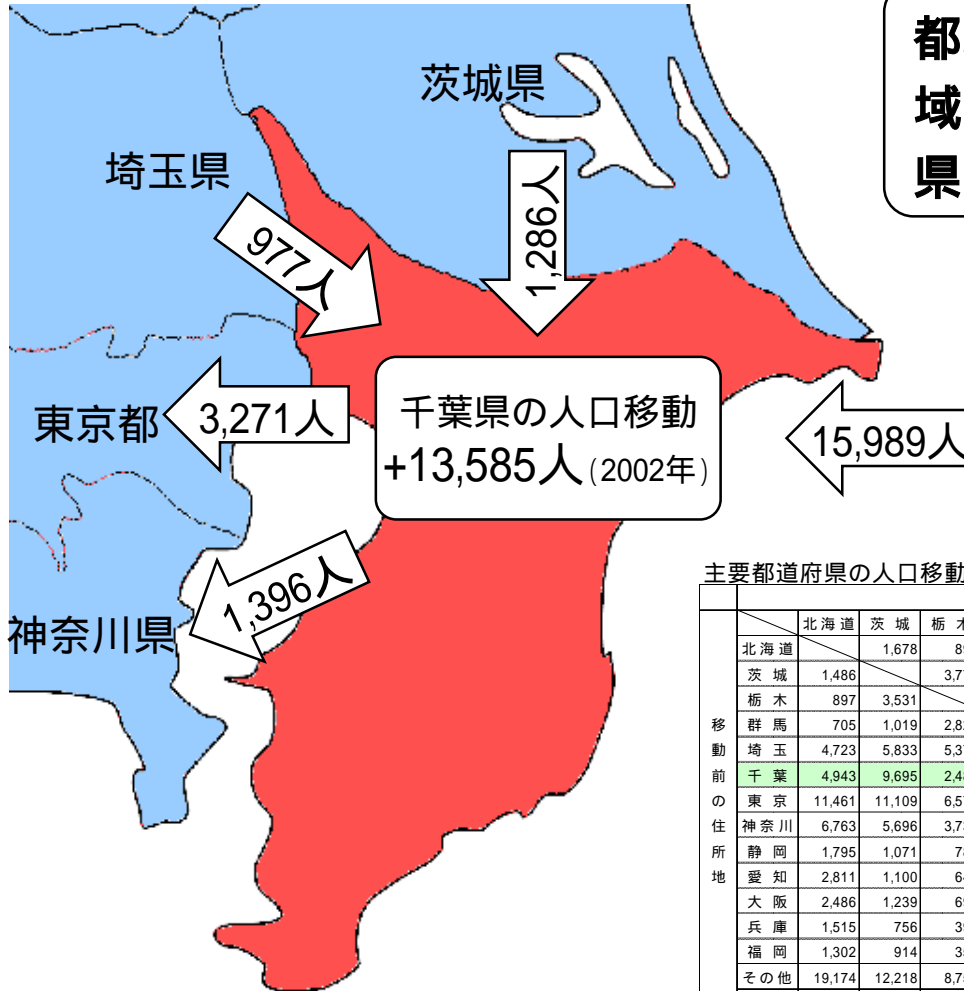 都
域
県
茨城県
埼玉県
1,286人
977人
東京都
3,271人
千葉県の人口移動
+13,585人(2002年)
15,989人
1,396人
神奈川県
主要都道府県の人口移動
北海道 茨 城 栃
移動前の住所地
北海道 1,678
茨 城 1,486
栃 木 897 3,531
群 馬 705 1,019
埼 玉 4,723 5,833
千 葉 4,943 9,695
東 京 11,461 11,109
神奈川 6,763 5,696
静 岡 1,795 1,071
愛 知 2,811 1,100
大 阪 2,486 1,239
兵 庫 1,515 756
福 岡 1,302 914
その他 19,174 12,218